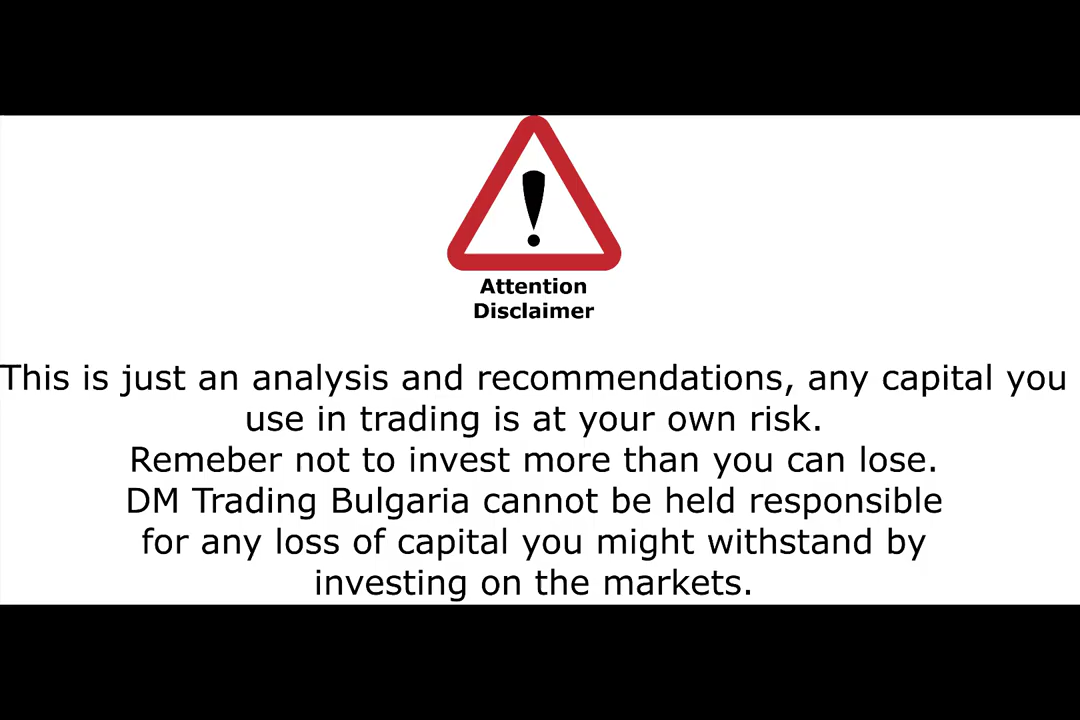 Attention
Disclaimer
This is just an analysis and recommendations, any capital you
use in trading is at your own risk.
Remeber not to invest more than you can lose.
DM Trading Bulgaria cannot be held responsible
for any loss of capital you might withstand by
investing on the markets.